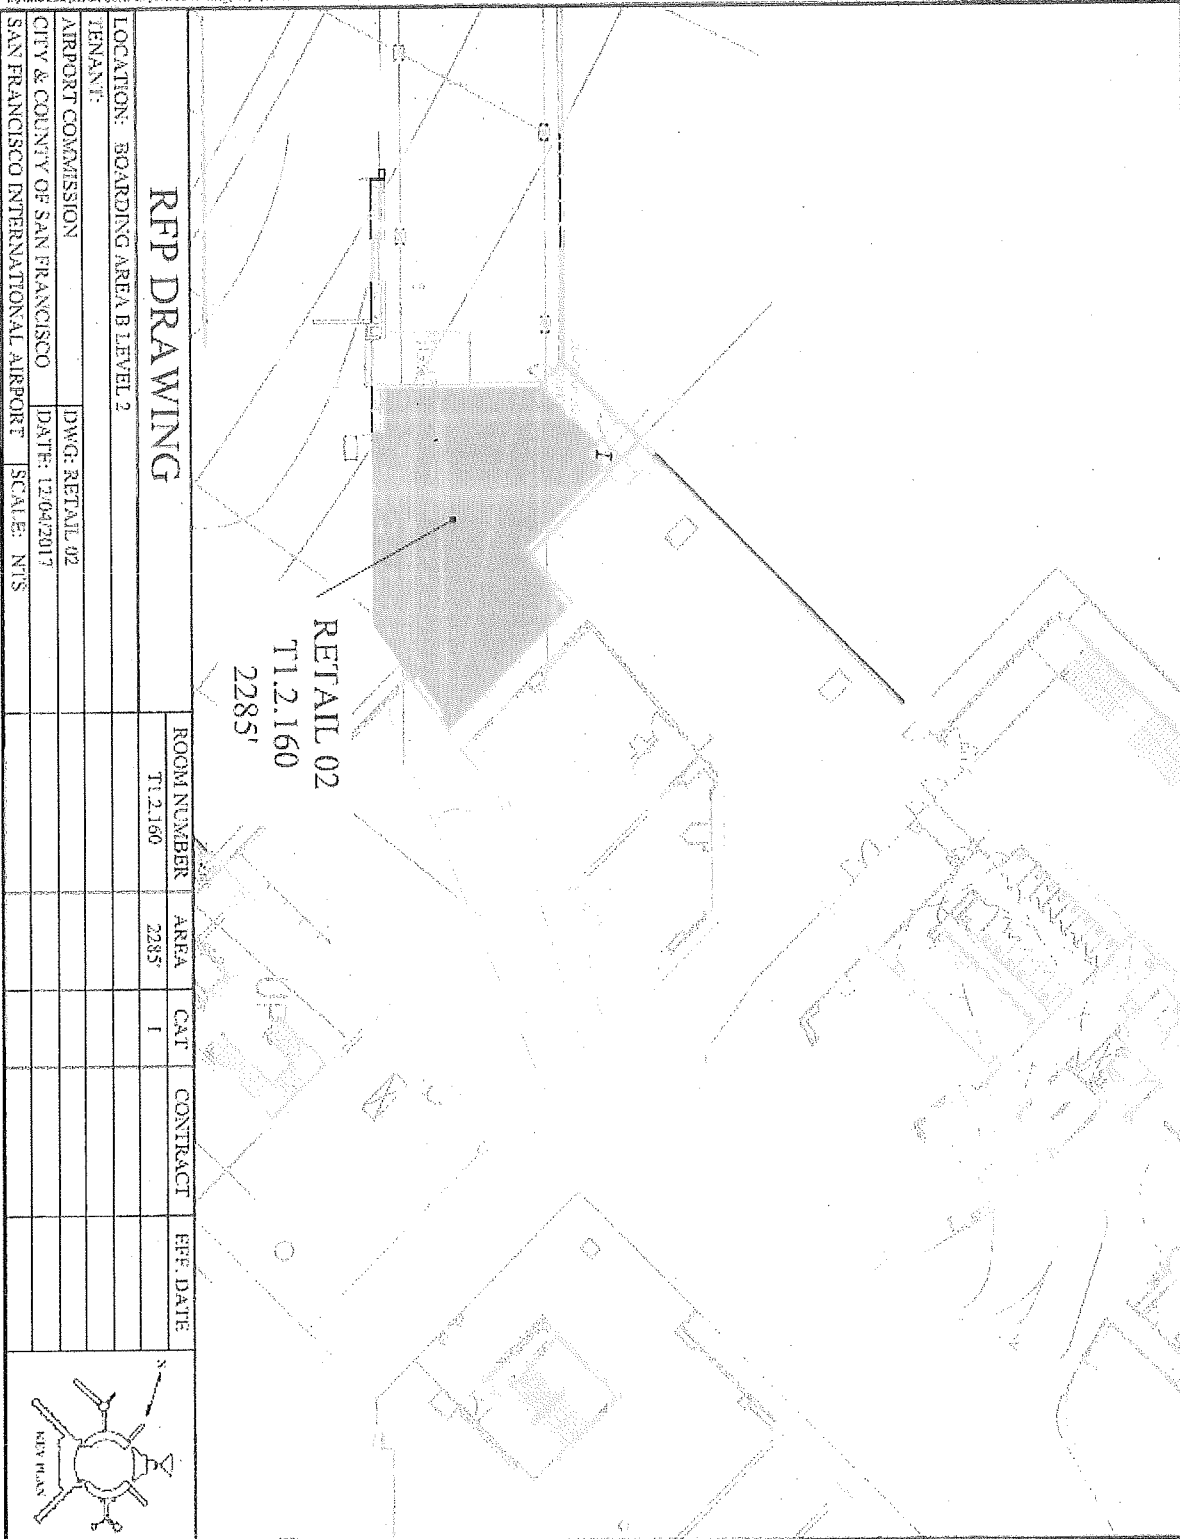 RETAIL 02
T1.2.160
2285'
RFP DRAWING
LOCATION: BOARDING AREA B LEVEL 2
TENANT:
AIRPORT COMMISSION
CITY & COUNTY OF SAN FRANCISCO
SAN FRANCISCO INTERNATIONAL AIRPORT
DWG: RETAIL 02
DATE: 12/04/2017
SCALE: NTS
ROOM NUMBER AREA CAT CONTRACT EFF. DATE
T1.2.160 2285' I
KEY PLAN